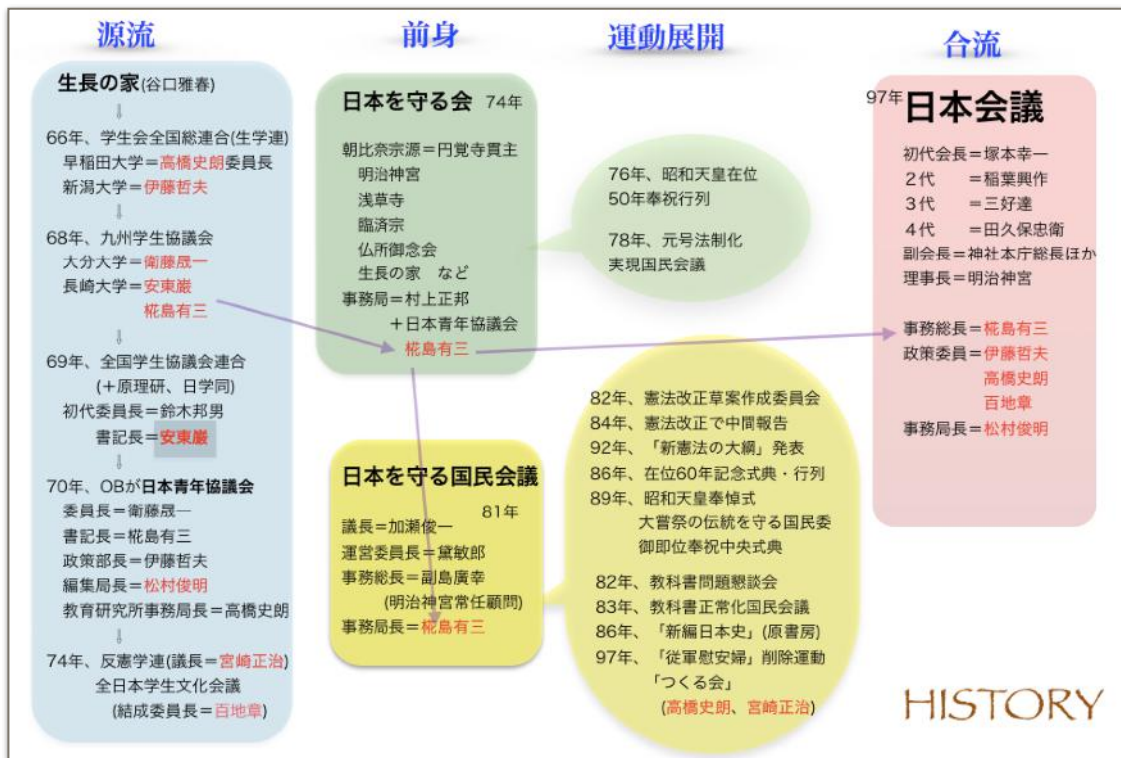 源流
生長の家(谷口雅春)
⇩
66年、学生会全国総連合(生学連)
早稲田大学=高橋史朗委員長
新潟大学=伊藤哲夫
⇩
68年、九州学生協議会
大分大学=衛藤晟一
長崎大学=安東巖
椛島有三
⇩
69年、全国学生協議会連合
(+原理研、日学同)
初代委員長=鈴木邦男
書記長=安東巖
⇩
70年、OBが日本青年協議会
委員長=衛藤晟一
書記長=椛島有三
政策部長=伊藤哲夫
編集局長=松村俊明
教育研究所事務局長=高橋史朗
⇩
74年、反憲学連(議長=宮崎正治)
全日本学生文化会議
(結成委員長=百地章)
前身
日本を守る会 74年
朝比奈宗源=円覚寺貫主
明治神宮
浅草寺
臨済宗
仏所御念会
生長の家 など
事務局=村上正邦
+日本青年協議会
椛島有三
日本を守る国民会議
81年
議長=加瀬俊一
運営委員長=黛敏郎
事務総長=副島廣幸
(明治神宮常任顧問)
事務局長=椛島有三
運動展開
76年、昭和天皇在位
50年奉祝行列
78年、元号法制化
実現国民会議
82年、憲法改正草案作成委員会
84年、憲法改正で中間報告
92年、「新憲法の大綱」発表
86年、在位60年記念式典・行列
89年、昭和天皇奉悼式
大嘗祭の伝統を守る国民委
御即位奉祝中央式典
82年、教科書問題懇談会
83年、教科書正常化国民会議
86年、「新編日本史」(原書房)
97年、「従軍慰安婦」削除運動
「つくる会」
(高橋史朗、宮崎正治)
合流
97年 日本会議
初代会長=塚本幸一
2代 =稲葉興作
3代 =三好達
4代 =田久保忠衛
副会長=神社本庁総長ほか
理事長=明治神宮
事務総長=椛島有三
政策委員=伊藤哲夫
高橋史朗
百地章
事務局長=松村俊明
HISTORY